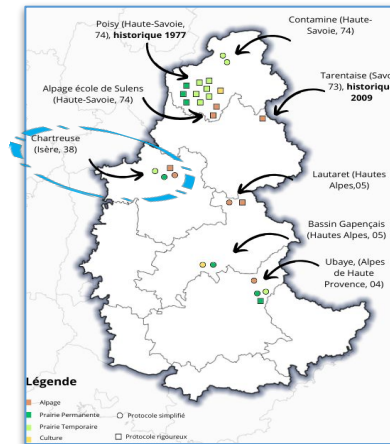 Poisy (Haute-Savoie,
74), historique 1977
Contamine (Haute-
Savoie, 74)
Alpage école de Sulens
(Haute-Savoie, 74)
Tarentaise (Savo
73), historiqu
2009
Chartreuse
(Isère, 38)
Lautaret (Hautes
Alpes,05)
Bassin Gapençais
(Hautes Alpes, 05)
Ubaye, (Alpes
de Haute
Provence, 04)
Légende
Alpage
Prairie Permanente
Prairie Temporaire
Culture
Protocole simplifié
Protocole rigoureux